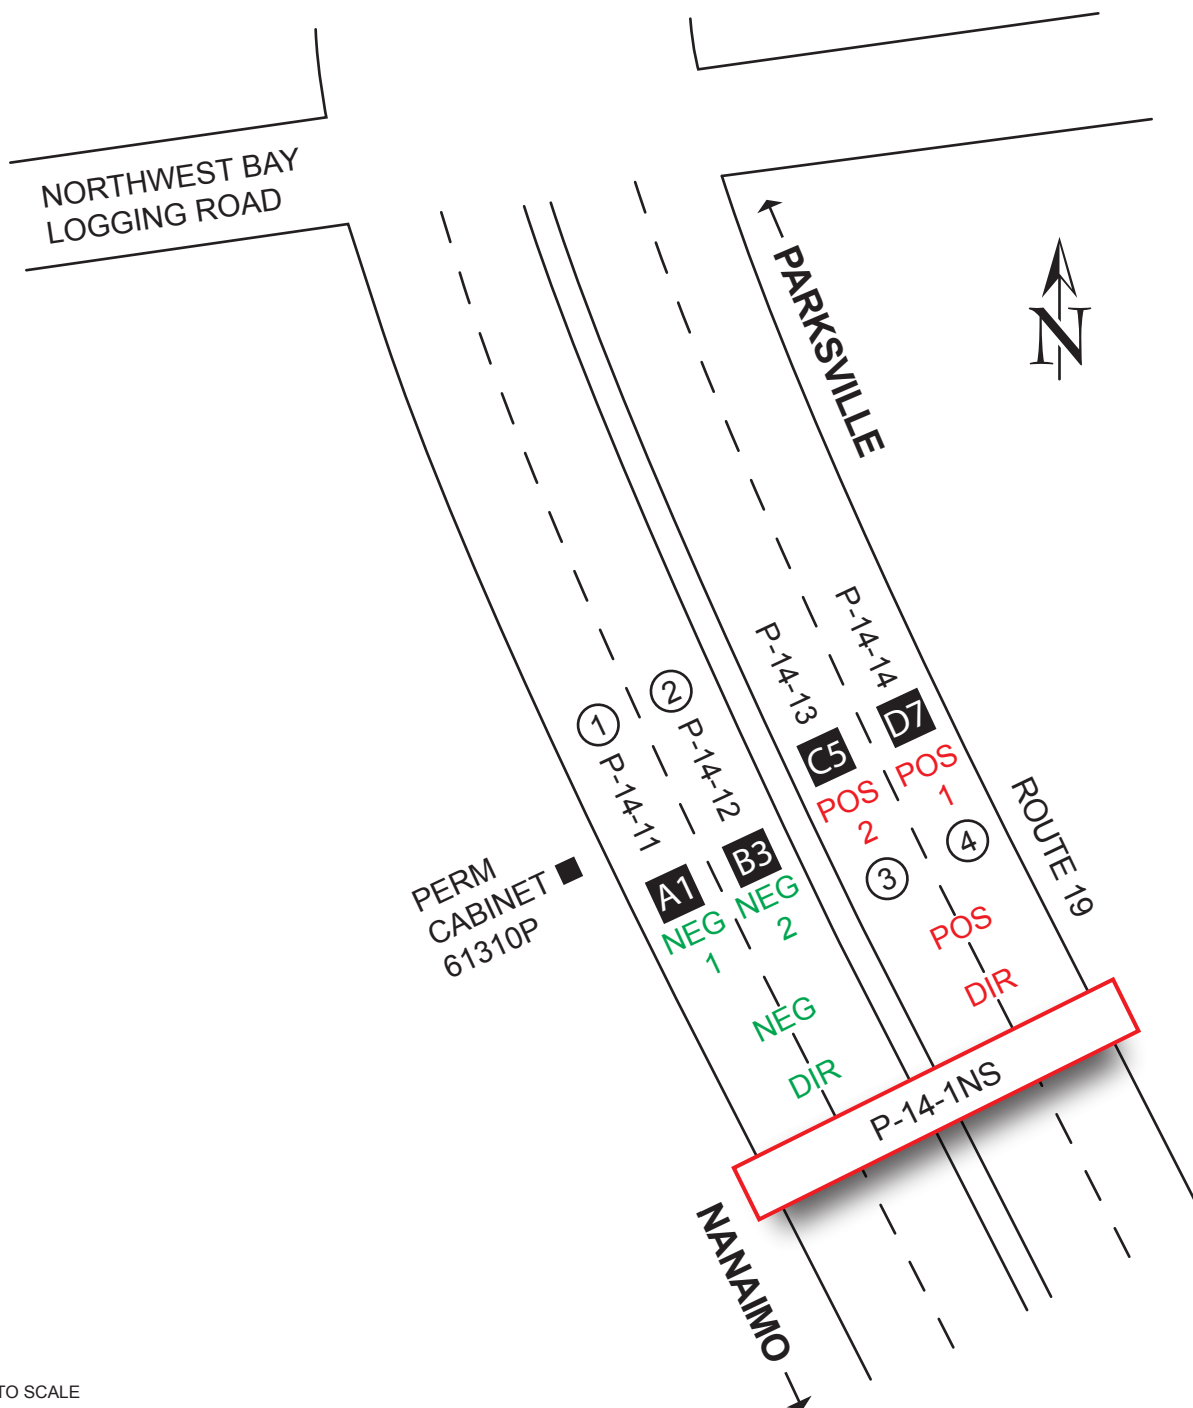 NORTHWEST BAY
LOGGING ROAD
PARKSVILLE
N
P-14-14
P-14-13
2
1
P-14-12
P-14-11
D7
C5
POS
1
POS
2
ROUTE 19
4
3
B3
A1
NEG
2
NEG
1
PERM
CABINET
61310P
POS
DIR
NEG
DIR
P-14-1NS
NANAIMO
TO SCALE